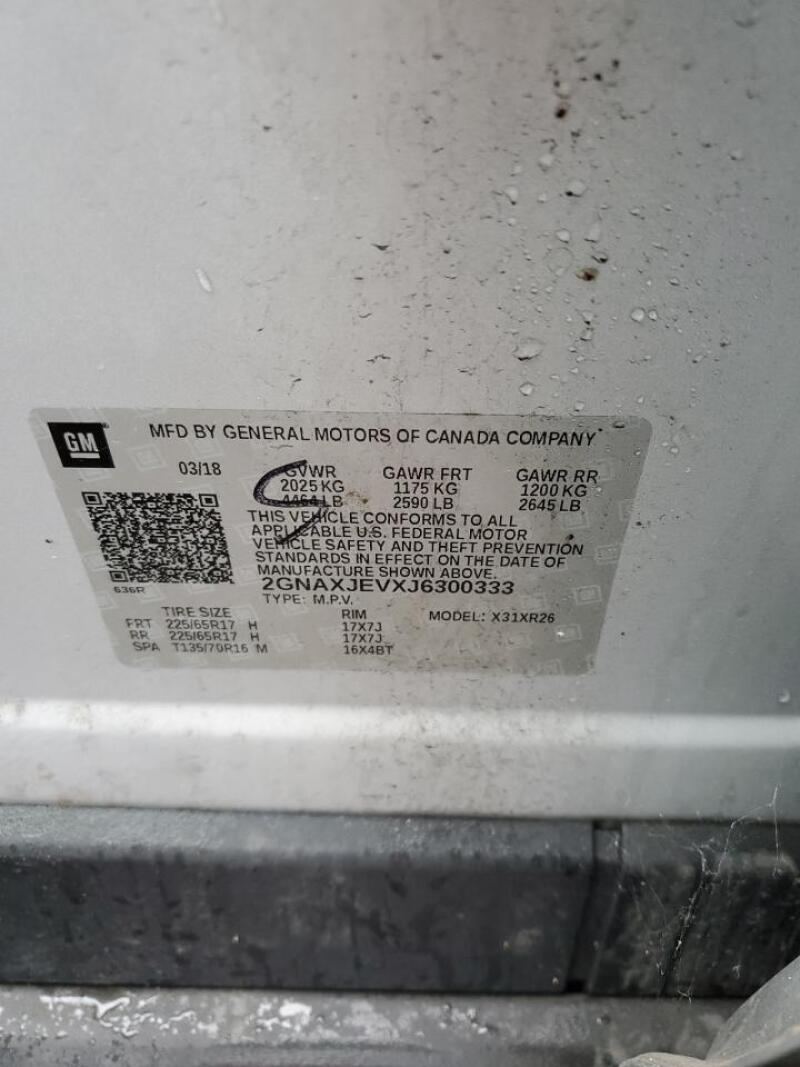 GM
MFD BY GENERAL MOTORS OF CANADA COMPANY
03/18 GVWR GAWR FRT GAWR RR
2025 KG 1175 KG 1200 KG
4464 LB 2590 LB 2645 LB
THIS VEHICLE CONFORMS TO ALL
APPLICABLE U.S. FEDERAL MOTOR
VEHICLE SAFETY AND THEFT PREVENTION
STANDARDS IN EFFECT ON THE DATE OF
MANUFACTURE SHOWN ABOVE.
636R 2GNAXJEVXJ6300333
TYPE: M.P.V. MODEL: X31XR26
TIRE SIZE RIM
FRT 225/65R17 H 17X7J
RR 225/65R17 H 17X7J
SPA T135/70R16 M 16X4BT